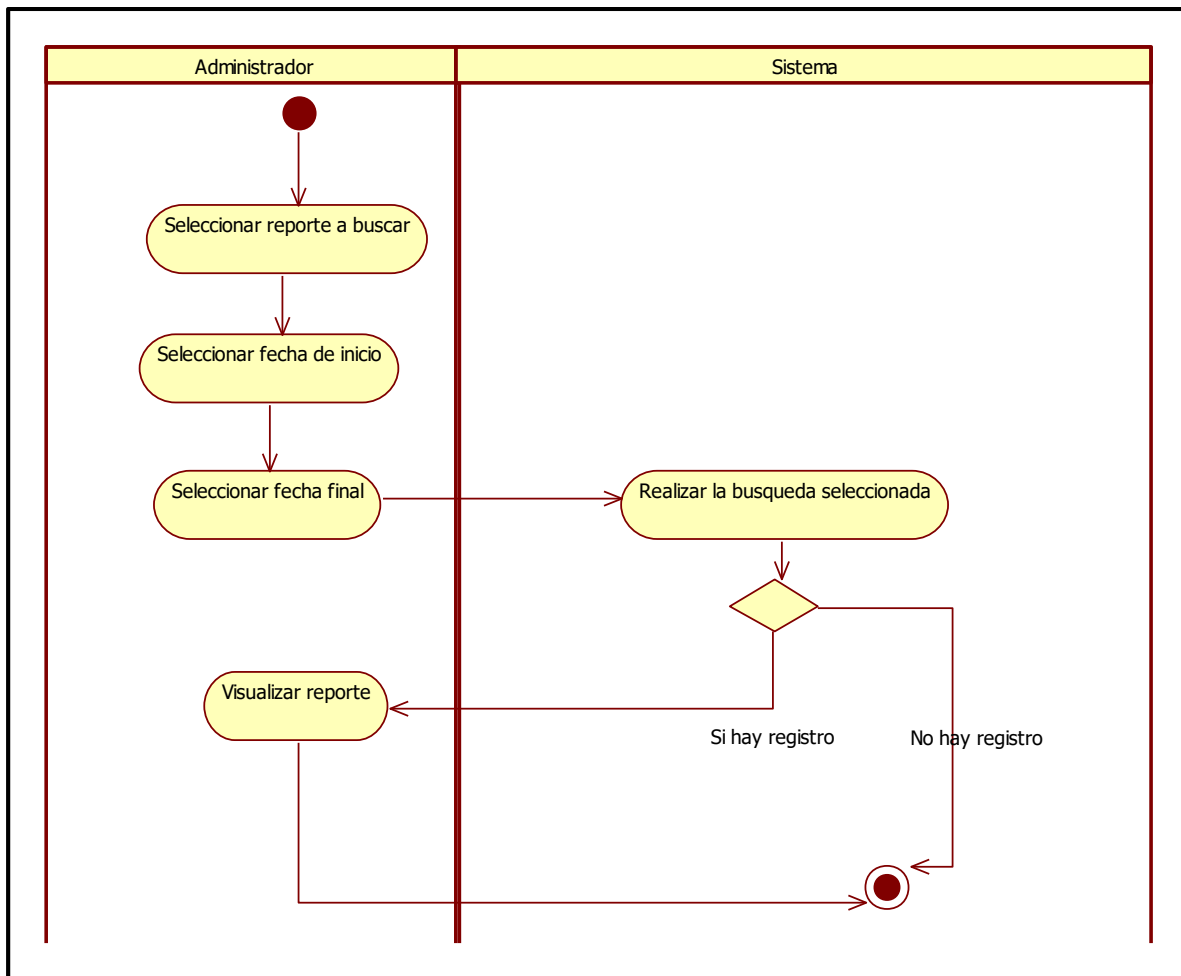 Administrador
Sistema
Seleccionar reporte a buscar
Seleccionar fecha de inicio
Seleccionar fecha final
Realizar la busqueda seleccionada
Visualizar reporte
Si hay registro
No hay registro